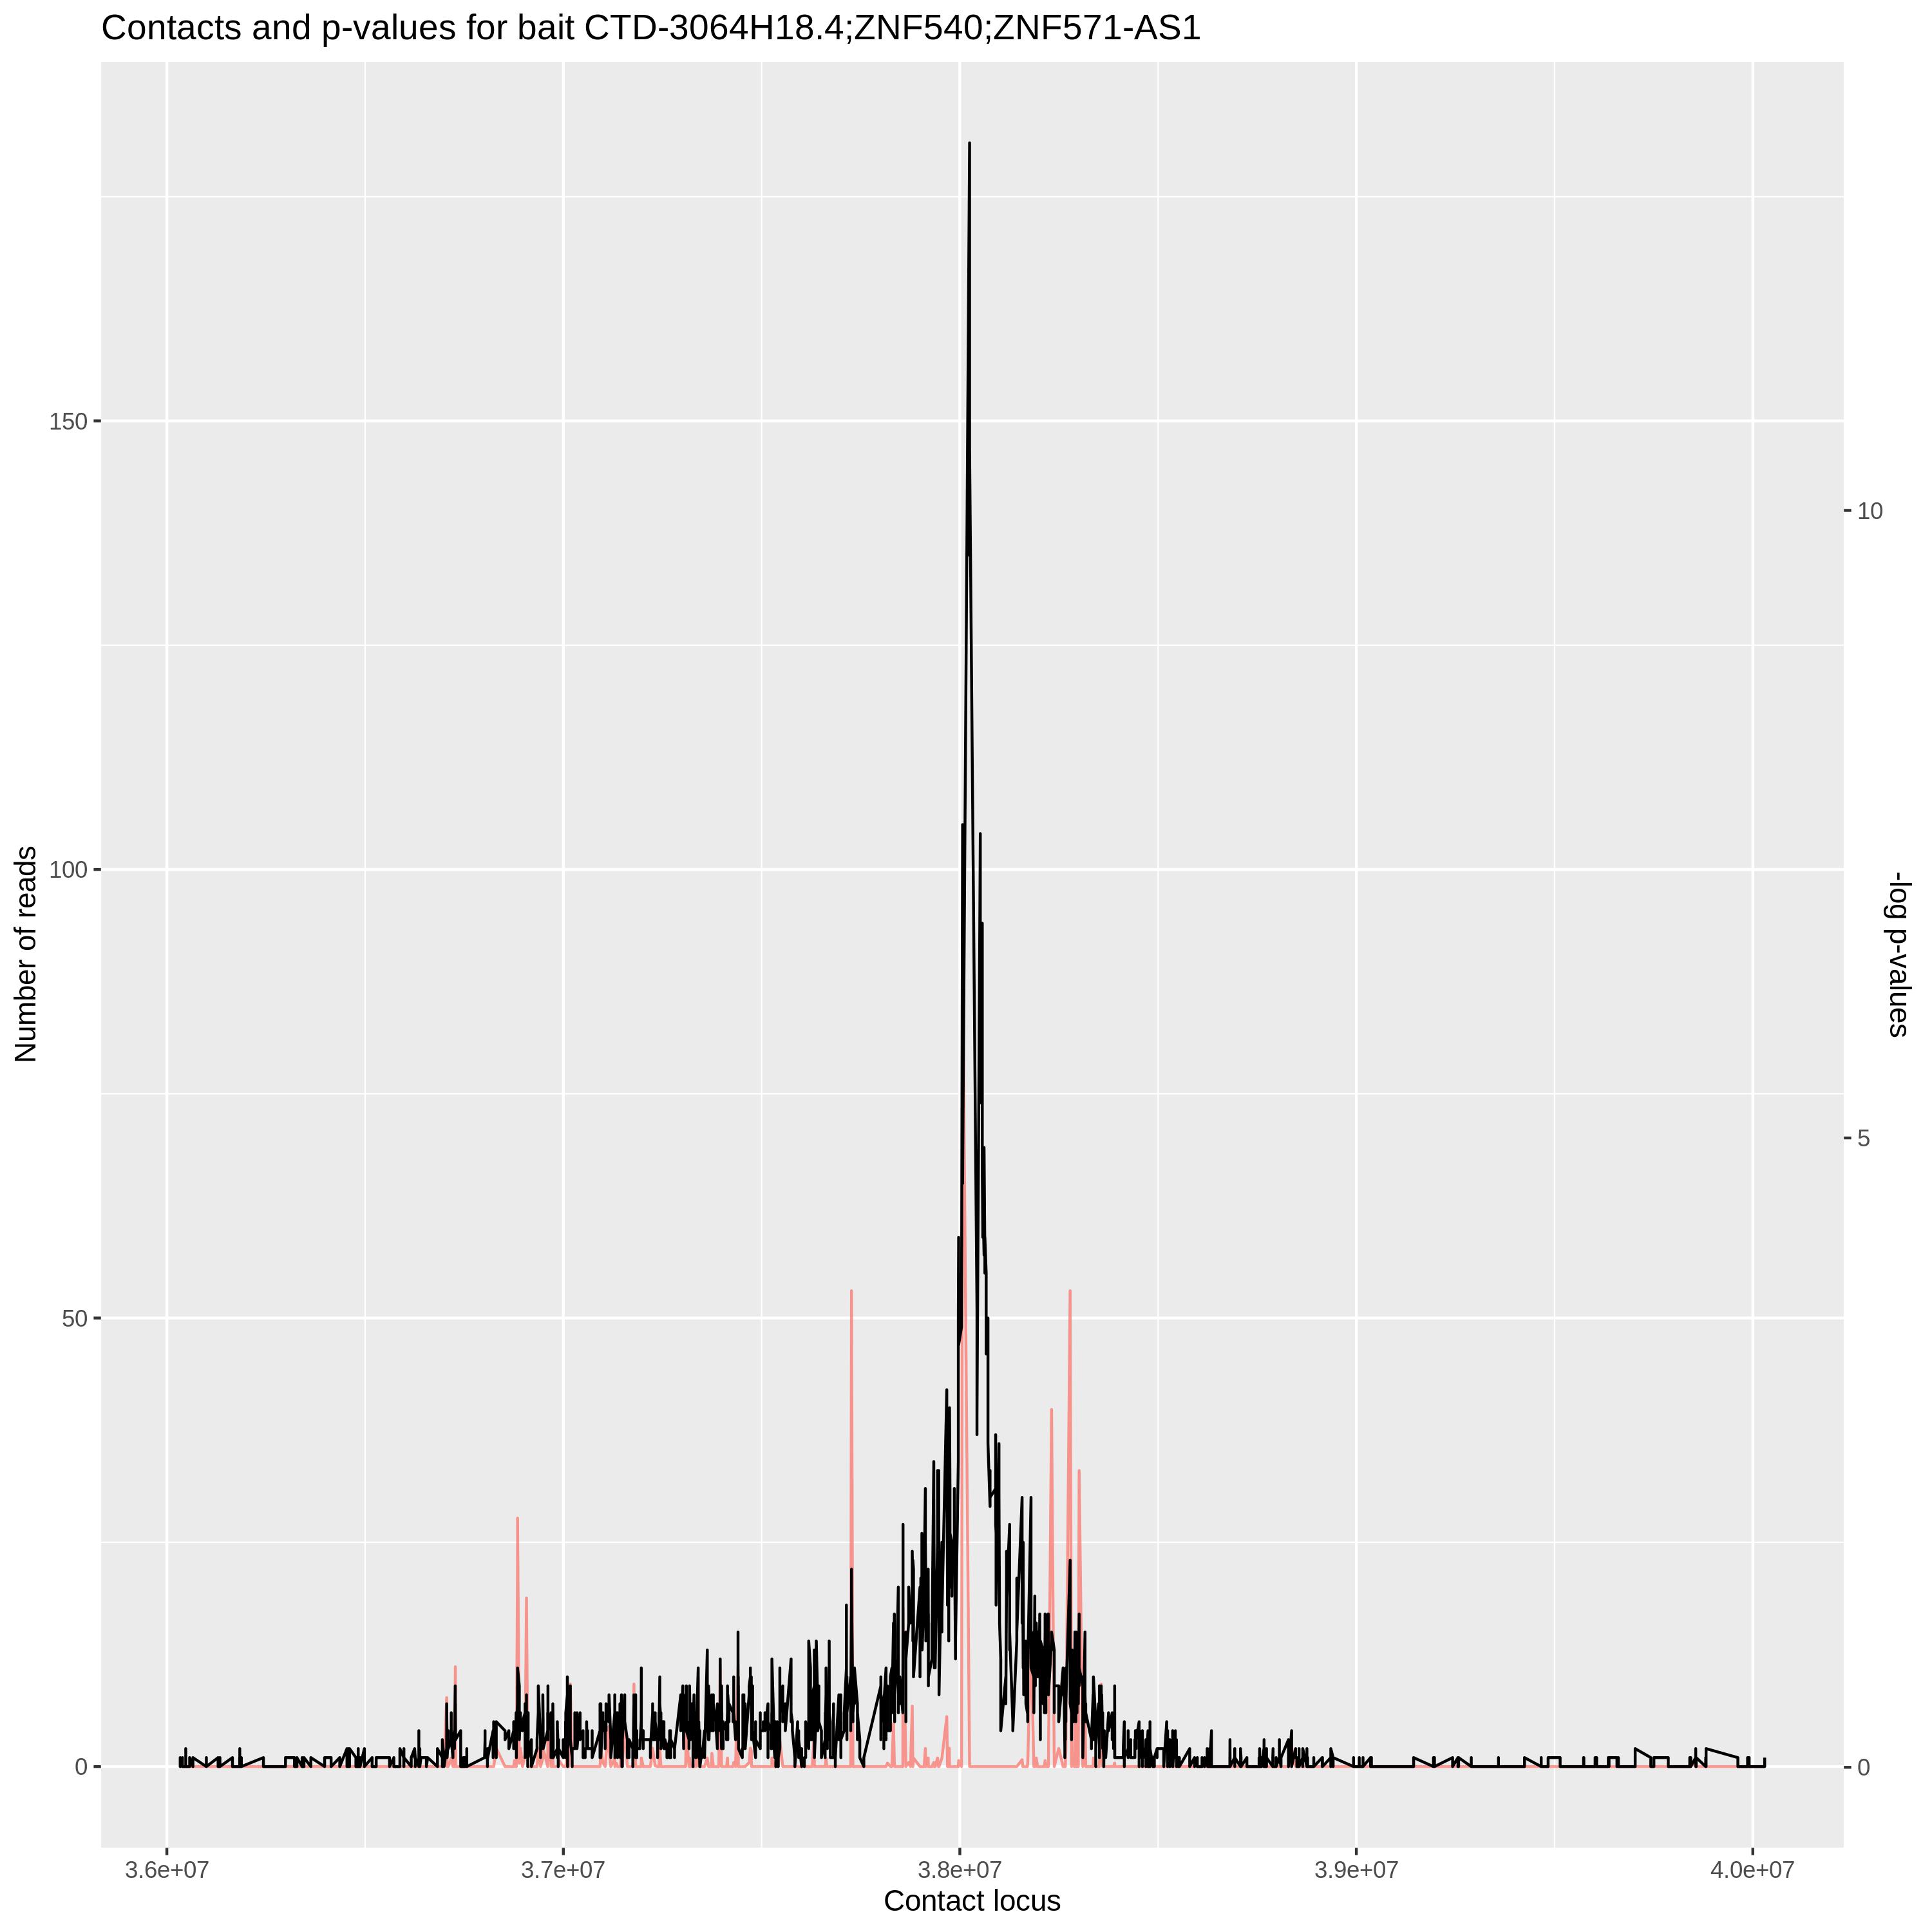 Contacts and p-values for bait CTD-3064H18.4;ZNF540;ZNF571-AS1
Number of reads
150
100
50
0
10
5
0
-log p-values
3.6e+07 3.7e+07 3.8e+07 3.9e+07 4.0e+07
Contact locus